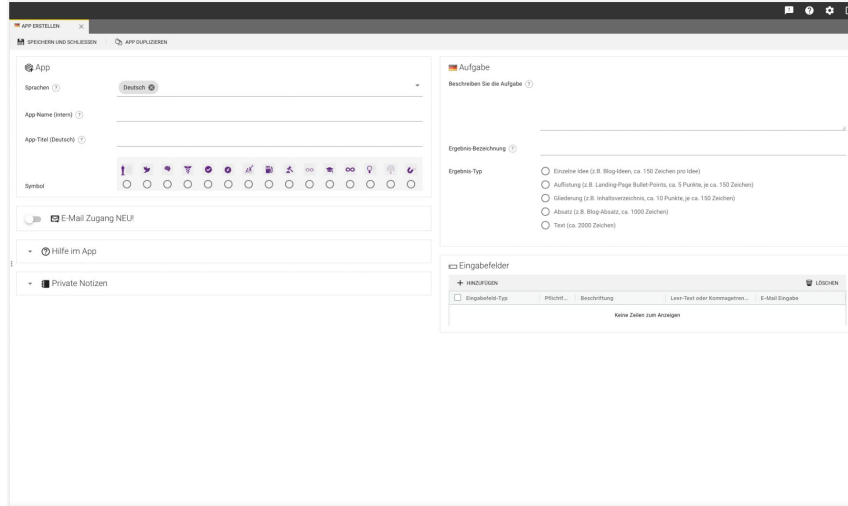 APP ERSTELLEN
SPEICHERN UND SCHLIESSEN
APP DUPLIZIEREN
App
Sprachen
Deutsch
App-Name (intern)
App-Titel (Deutsch)
Symbol
E-Mail Zugang NEU!
Hilfe im App
Private Notizen
Aufgabe
Beschreiben Sie die Aufgabe
Ergebnis-Bezeichnung
Ergebnis-Typ
Einzelne Idee (z.B. Blog-Ideen, ca. 150 Zeichen pro Idee)
Auflistung (z.B. Landing-Page Bullet-Points, ca. 5 Punkte, je ca. 150 Zeichen)
Gliederung (z.B. Inhaltsverzeichnis, ca. 10 Punkte, je ca. 150 Zeichen)
Absatz (z.B. Blog-Absatz, ca. 1000 Zeichen)
Text (ca. 2000 Zeichen)
Eingabefelder
HINZUFÜGEN
LÖSCHEN
Eingabefeld-Typ
Pflichtf...
Beschriftung
Leer-Text oder Kommagetren...
E-Mail Eingabe
Keine Zeilen zum Anzeigen